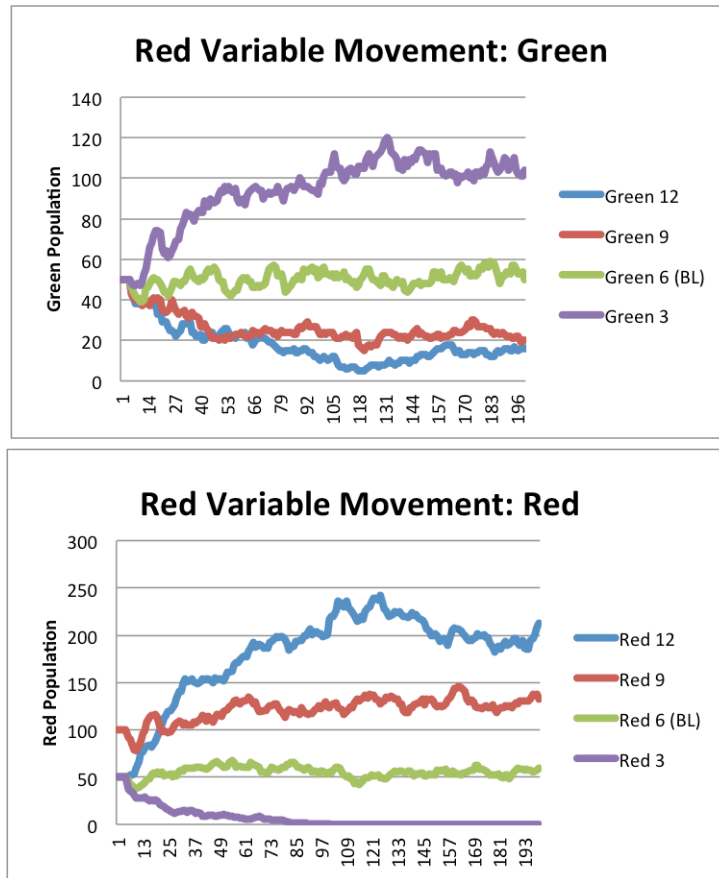 Red Variable Movement: Green
140
120
100
80
60
40
20
0
Green Population
1 14 27 40 53 66 79 92 105 118 131 144 157 170 183 196
Green 12
Green 9
Green 6 (BL)
Green 3
Red Variable Movement: Red
300
250
200
150
100
50
0
Red Population
1 13 25 37 49 61 73 85 97 109 121 133 145 157 169 181 193
Red 12
Red 9
Red 6 (BL)
Red 3